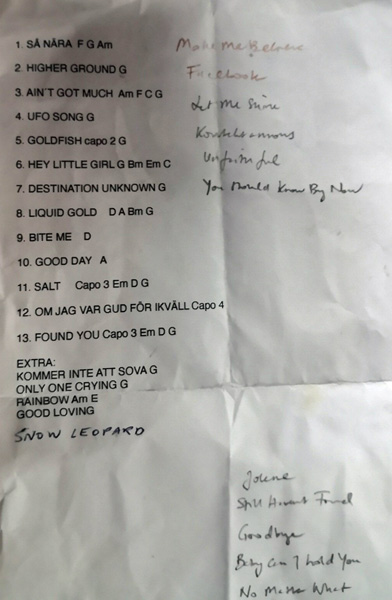 1. SÅ NÄRA F G Am
Make Me Believe
2. HIGHER GROUND G
Facebook
3. AIN'T GOT MUCH Am F C G
Let Me Shine
4. UFO SONG G
5. GOLDFISH capo 2 G
6. HEY LITTLE GIRL G Bm Em C
7. DESTINATION UNKNOWN G
You Should Know By Now
8. LIQUID GOLD D A Bm G
9. BITE ME D
10. GOOD DAY A
11. SALT Capo 3 Em D G
12. OM JAG VAR GUD FÖR IKVÄLL Capo 4
13. FOUND YOU Capo 3 Em D G
EXTRA:
KOMMER INTE ATT SOVA G
ONLY ONE CRYING G
RAINBOW Am E
GOOD LOVING
SNOW LEOPARD
Jolene
Still Havent Found
Goodbye
Baby Can I hold You
No Matter What